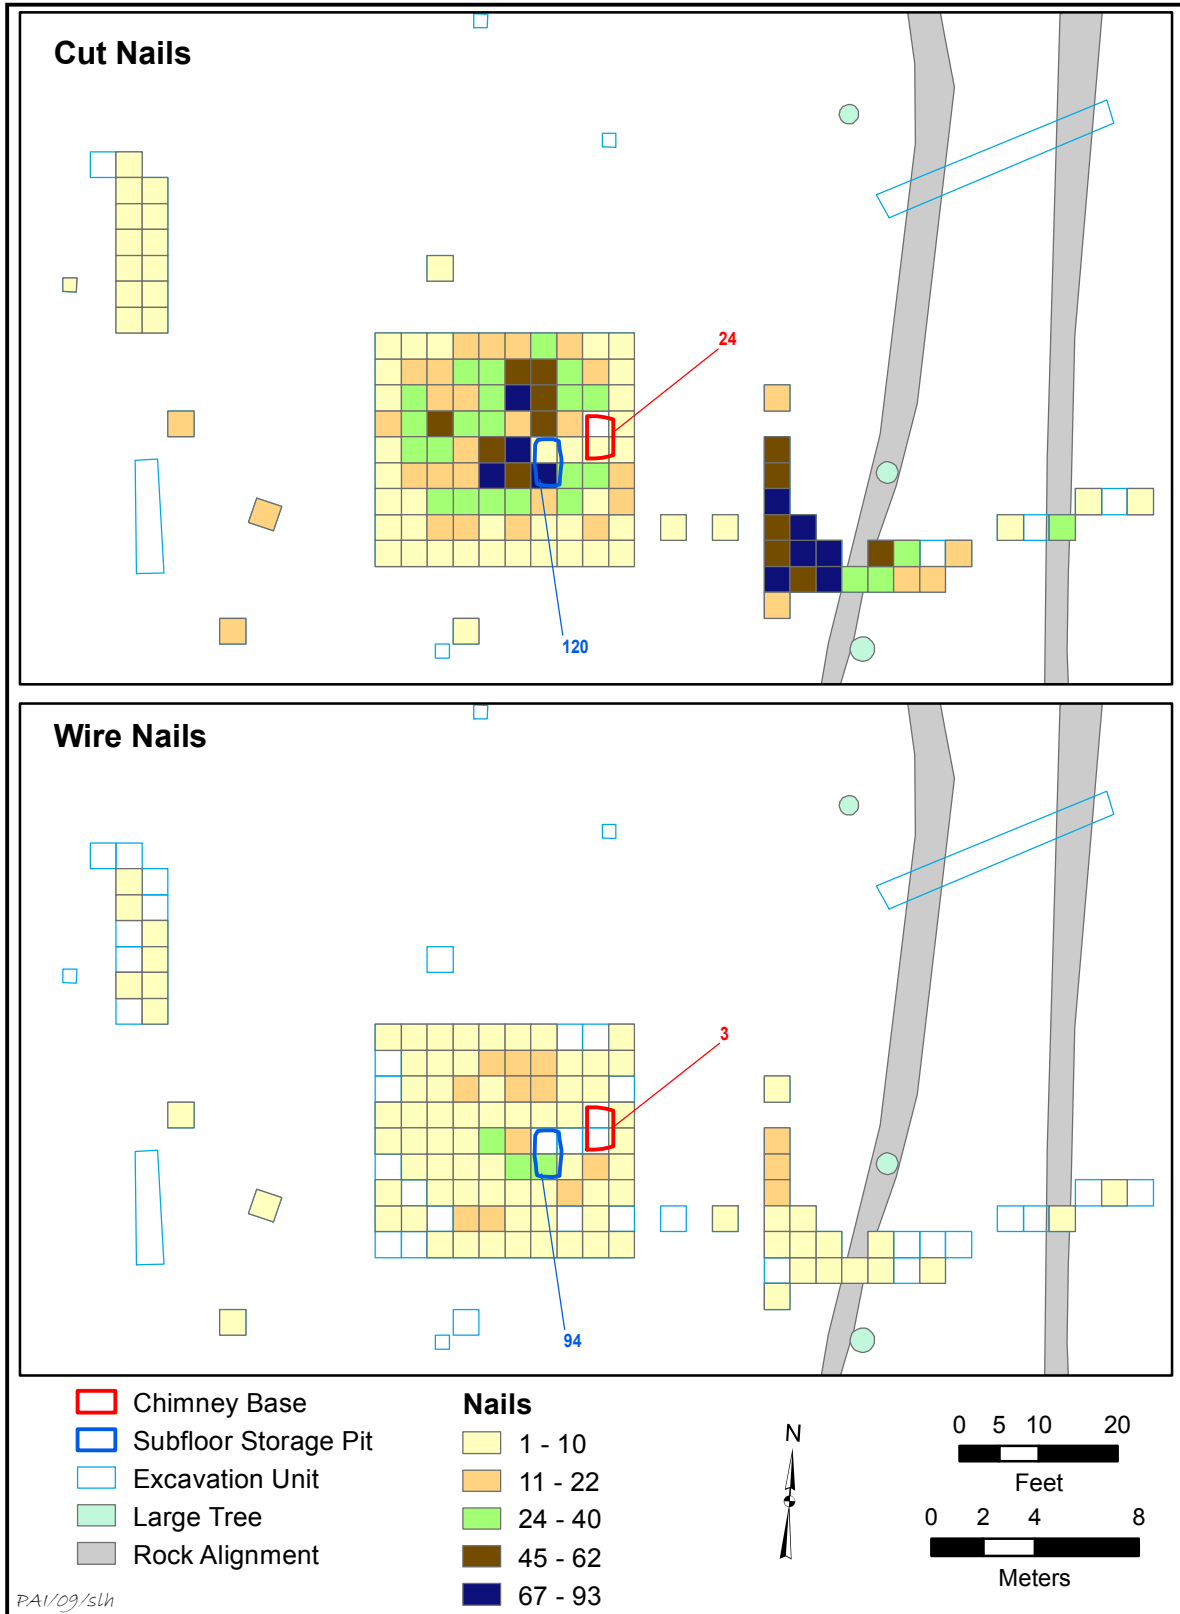 Cut Nails
24
120
Wire Nails
3
94
Chimney Base
Subfloor Storage Pit
Excavation Unit
Large Tree
Rock Alignment
Nails
1 - 10
11 - 22
24 - 40
45 - 62
67 - 93
N
0 5 10 20
Feet
0 2 4 8
Meters
PAI/09/slh